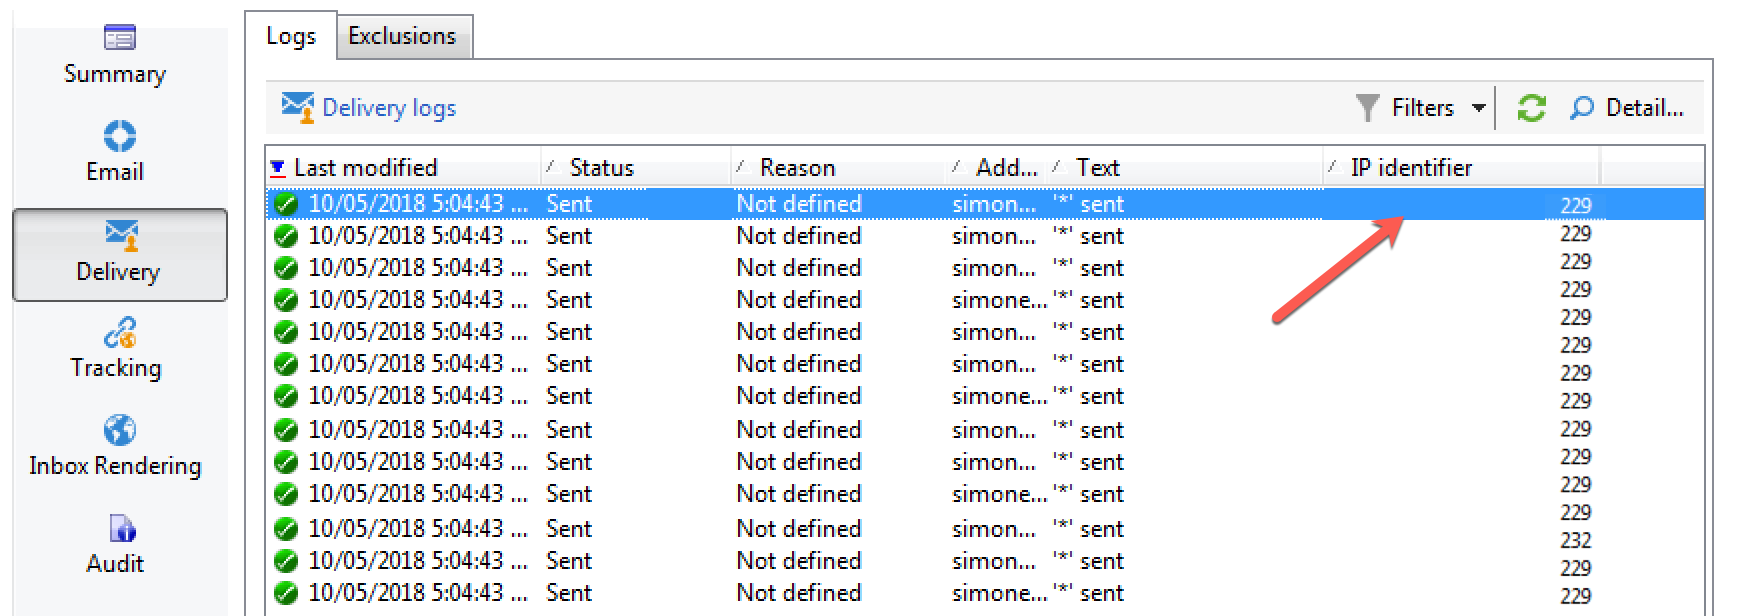 Summary
Email
Delivery
Tracking
Inbox Rendering
Audit
Logs Exclusions
Delivery logs Filters Detail...
Last modified Status Reason Add... Text IP identifier
10/05/2018 5:04:43 ... Sent Not defined simon... '*' sent
10/05/2018 5:04:43 ... Sent Not defined simon... '*' sent
10/05/2018 5:04:43 ... Sent Not defined simon... '*' sent
10/05/2018 5:04:43 ... Sent Not defined simone... '*' sent
10/05/2018 5:04:43 ... Sent Not defined simon... '*' sent
10/05/2018 5:04:43 ... Sent Not defined simon... '*' sent
10/05/2018 5:04:43 ... Sent Not defined simone... '*' sent
10/05/2018 5:04:43 ... Sent Not defined simon... '*' sent
10/05/2018 5:04:43 ... Sent Not defined simon... '*' sent
10/05/2018 5:04:43 ... Sent Not defined simone... '*' sent
10/05/2018 5:04:43 ... Sent Not defined simon... '*' sent
10/05/2018 5:04:43 ... Sent Not defined simon... '*' sent
10/05/2018 5:04:43 ... Sent Not defined simone... '*' sent
229
229
229
229
229
229
229
229
229
229
229
229
232
229
229